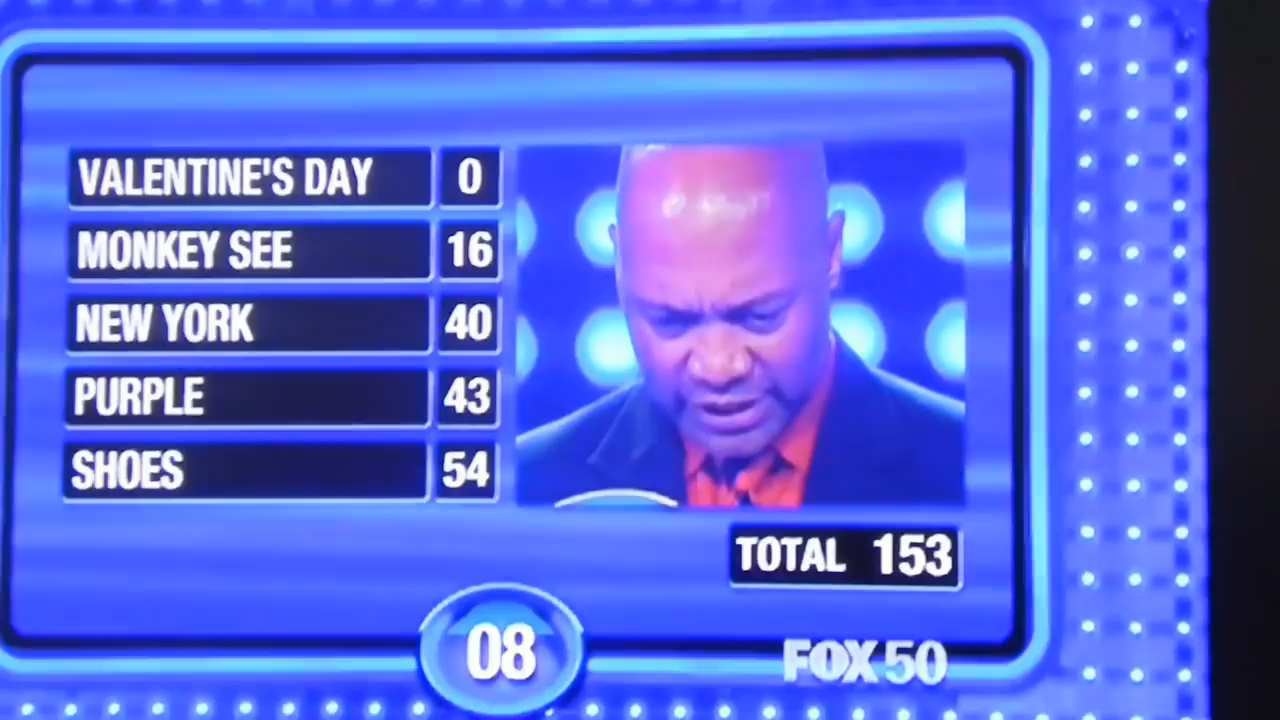 VALENTINE'S DAY 0
MONKEY SEE 16
NEW YORK 40
PURPLE 43
SHOES 54
TOTAL 153
08
FOX 50